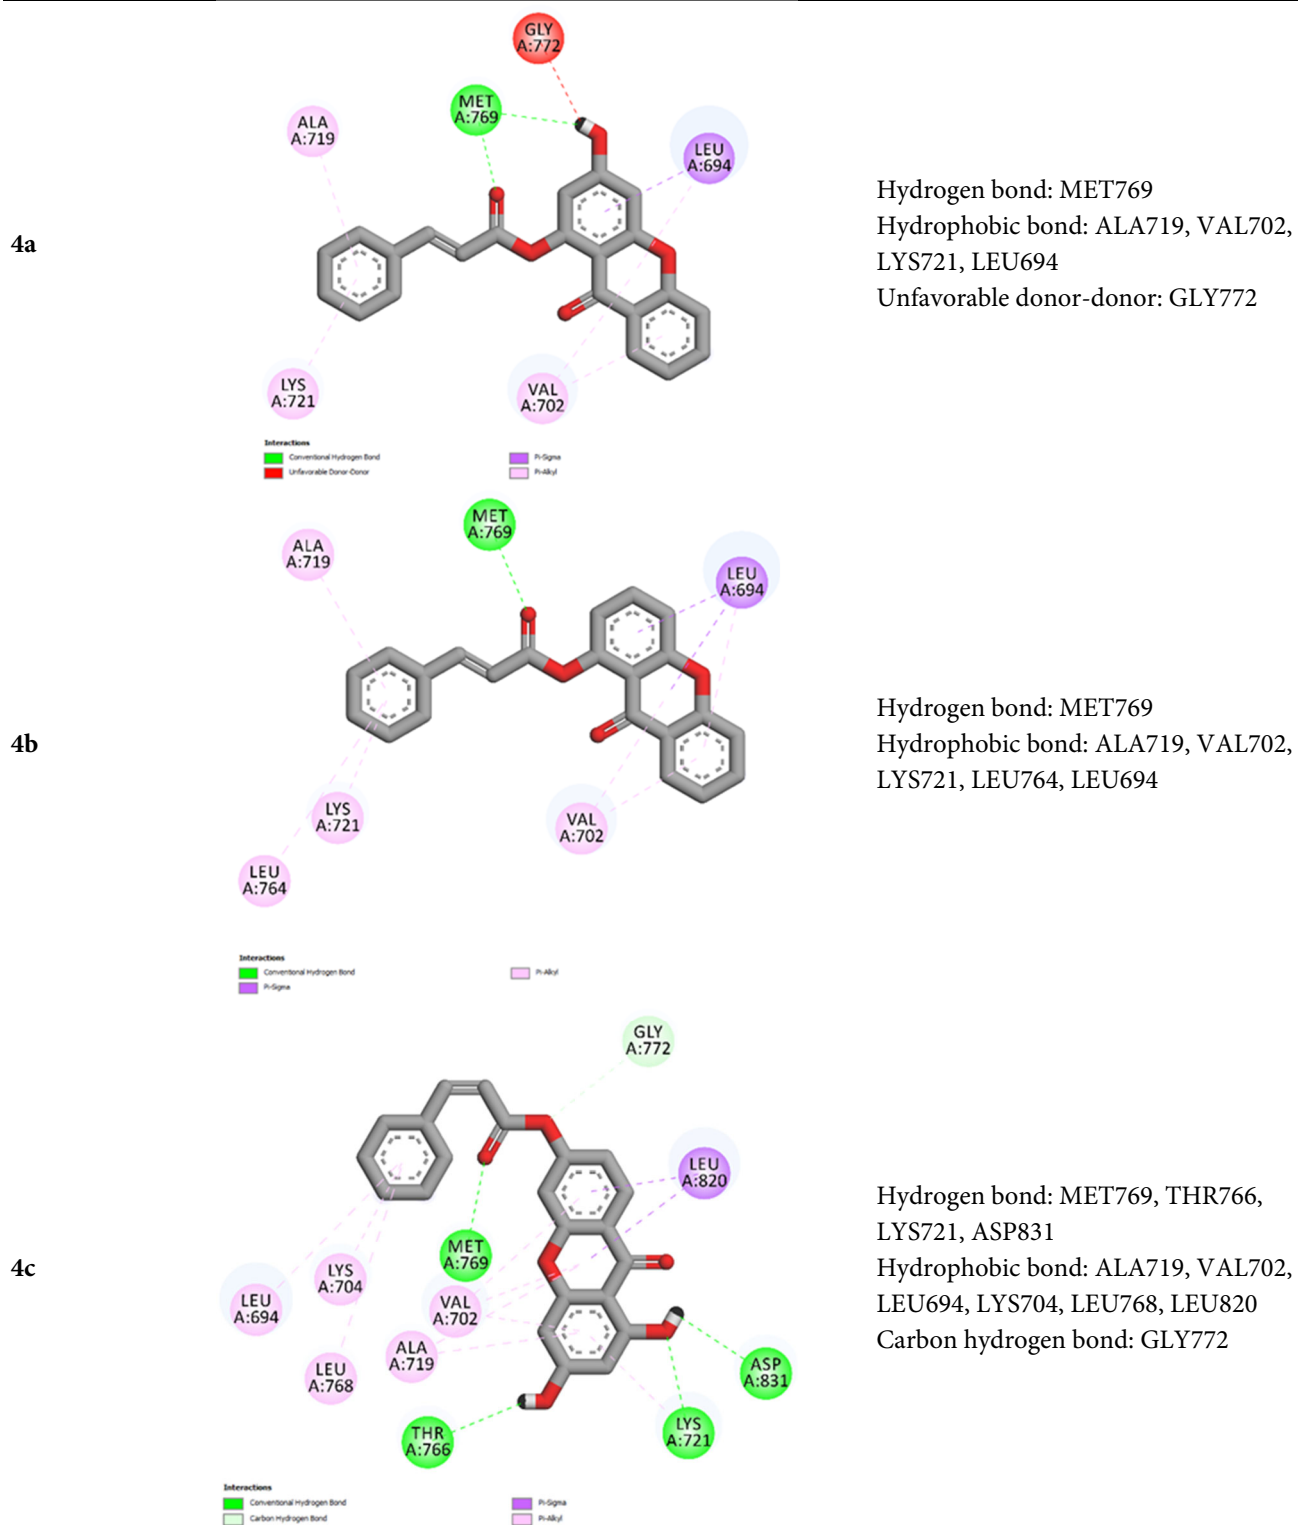 4a
GLY
A:772
MET
A:769
ALA
A:719
LEU
A:694
LYS
A:721
VAL
A:702
Interactions
Conventional Hydrogen Bond
Unfavorable Donor-Donor
Pi-Sigma
Pi-Alkyl
Hydrogen bond: MET769
Hydrophobic bond: ALA719, VAL702,
LYS721, LEU694
Unfavorable donor-donor: GLY772
4b
MET
A:769
ALA
A:719
LEU
A:694
LYS
A:721
VAL
A:702
LEU
A:764
Interactions
Conventional Hydrogen Bond
Pi-Sigma
Pi-Alkyl
Hydrogen bond: MET769
Hydrophobic bond: ALA719, VAL702,
LYS721, LEU764, LEU694
4c
GLY
A:772
LEU
A:820
MET
A:769
LYS
A:704
LEU
A:694
VAL
A:702
ALA
A:719
LEU
A:768
ASP
A:831
THR
A:766
LYS
A:721
Interactions
Conventional Hydrogen Bond
Carbon Hydrogen Bond
Pi-Sigma
Pi-Alkyl
Hydrogen bond: MET769, THR766,
LYS721, ASP831
Hydrophobic bond: ALA719, VAL702,
LEU694, LYS704, LEU768, LEU820
Carbon hydrogen bond: GLY772